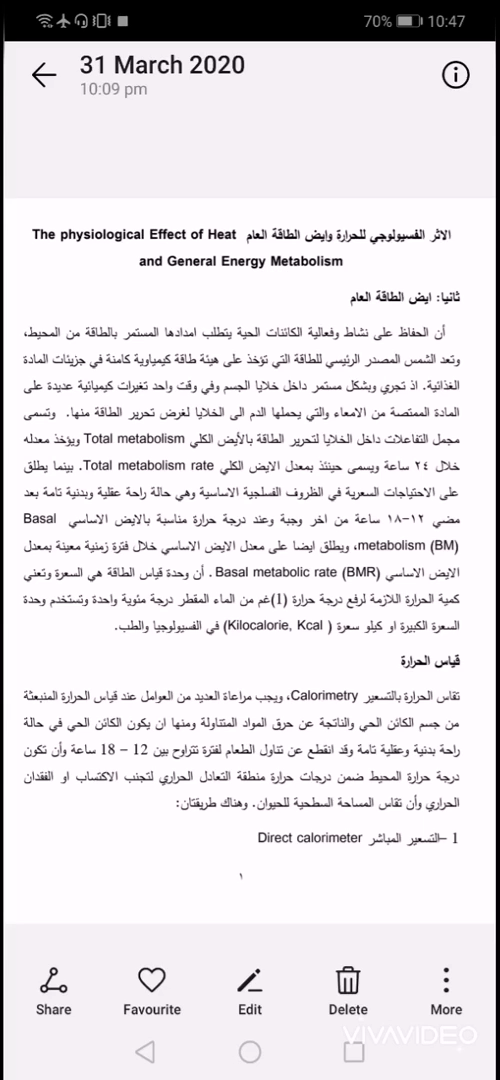 70% 10:47
31 March 2020
10:09 pm
الاثر الفسيولوجي للحرارة وايض الطاقة العام The physiological Effect of Heat
and General Energy Metabolism
ثانيا: ايض الطاقة العام
أن الحفاظ على نشاط وفعالية الكائنات الحية يتطلب امدادها المستمر بالطاقة من المحيط،
وتعد الشمس المصدر الرئيسي للطاقة التي تؤخذ على هيئة طاقة كيمياوية كامنة في جزيئات المادة
الغذائية. اذ تجري وبشكل مستمر داخل خلايا الجسم وفي وقت واحد تغيرات كيميائية عديدة على
المادة الممتصة من الامعاء والتي يحملها الدم الى الخلايا لغرض تحرير الطاقة منها. وتسمى
مجمل التفاعلات داخل الخلايا لتحرير الطاقة بالأيض الكلي Total metabolism ويؤخذ معدله
خلال ٢٤ ساعة ويسمى حينئذ بمعدل الايض الكلي Total metabolism rate. بينما يطلق
على الاحتياجات السعرية في الظروف الفسلجية الاساسية وهي حالة راحة عقلية وبدنية تامة بعد
مضي ١٢-١٨ ساعة من اخر وجبة وعند درجة حرارة مناسبة بالايض الاساسي Basal
metabolism (BM)، ويطلق ايضا على معدل الايض الاساسي خلال فترة زمنية معينة بمعدل
الايض الاساسي Basal metabolic rate (BMR) . أن وحدة قياس الطاقة هي السعرة وتعني
كمية الحرارة اللازمة لرفع درجة حرارة (1)غم من الماء المقطر درجة مئوية واحدة وتستخدم وحدة
السعرة الكبيرة او كيلو سعرة ( Kilocalorie, Kcal) في الفسيولوجيا والطب.
قياس الحرارة
تقاس الحرارة بالتسعير Calorimetry، ويجب مراعاة العديد من العوامل عند قياس الحرارة المنبعثة
من جسم الكائن الحي والناتجة عن حرق المواد المتناولة ومنها ان يكون الكائن الحي في حالة
راحة بدنية وعقلية تامة وقد انقطع عن تناول الطعام لفترة تتراوح بين 12 – 18 ساعة وأن تكون
درجة حرارة المحيط ضمن درجات حرارة منطقة التعادل الحراري لتجنب الاكتساب او الفقدان
الحراري وأن تقاس المساحة السطحية للحيوان. وهناك طريقتان:
1 –التسعير المباشر Direct calorimeter
١
Share Favourite Edit Delete More
VIVAVIDEO